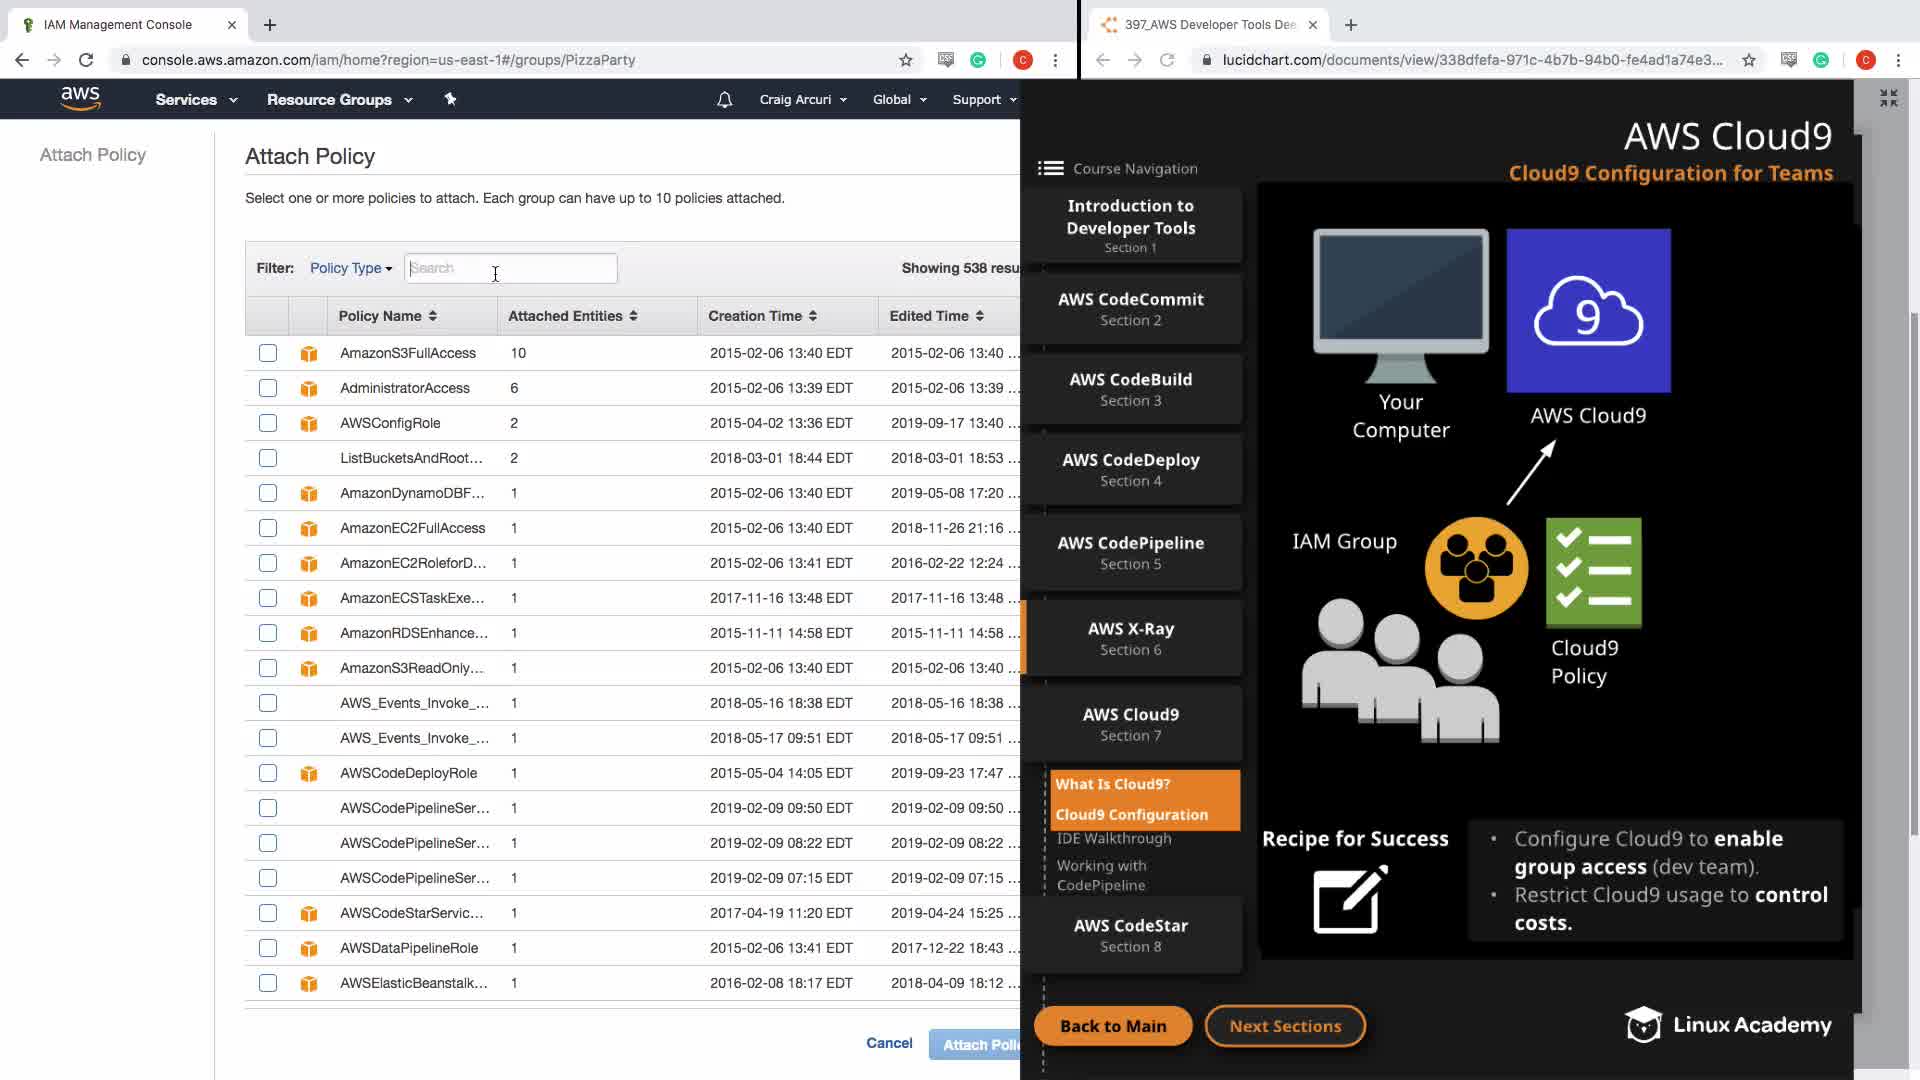 IAM Management Console
397_AWS Developer Tools Dee
console.aws.amazon.com/iam/home?region=us-east-1#/groups/PizzaParty
lucidchart.com/documents/view/338dfefa-971c-4b7b-94b0-fe4ad1a74e3...
aws
Services
Resource Groups
Craig Arcuri
Global
Support
Attach Policy
Attach Policy
Select one or more policies to attach. Each group can have up to 10 policies attached.
Filter:
Policy Type
Search
Showing 538 resu
Policy Name
Attached Entities
Creation Time
Edited Time
AmazonS3FullAccess 10 2015-02-06 13:40 EDT 2015-02-06 13:40 ...
AdministratorAccess 6 2015-02-06 13:39 EDT 2015-02-06 13:39 ...
AWSConfigRole 2 2015-04-02 13:36 EDT 2019-09-17 13:40 ...
ListBucketsAndRoot... 2 2018-03-01 18:44 EDT 2018-03-01 18:53 ...
AmazonDynamoDBF... 1 2015-02-06 13:40 EDT 2019-05-08 17:20 ...
AmazonEC2FullAccess 1 2015-02-06 13:40 EDT 2018-11-26 21:16 ...
AmazonEC2RoleforD... 1 2015-02-06 13:41 EDT 2016-02-22 12:24 ...
AmazonECSTaskExe... 1 2017-11-16 13:48 EDT 2017-11-16 13:48 ...
AmazonRDSEnhance... 1 2015-11-11 14:58 EDT 2015-11-11 14:58 ...
AmazonS3ReadOnly... 1 2015-02-06 13:40 EDT 2015-02-06 13:40 ...
AWS_Events_Invoke_... 1 2018-05-16 18:38 EDT 2018-05-16 18:38 ...
AWS_Events_Invoke_... 1 2018-05-17 09:51 EDT 2018-05-17 09:51 ...
AWSCodeDeployRole 1 2015-05-04 14:05 EDT 2019-09-23 17:47 ...
AWSCodePipelineSer... 1 2019-02-09 09:50 EDT 2019-02-09 09:50 ...
AWSCodePipelineSer... 1 2019-02-09 08:22 EDT 2019-02-09 08:22 ...
AWSCodePipelineSer... 1 2019-02-09 07:15 EDT 2019-02-09 07:15 ...
AWSCodeStarServic... 1 2017-04-19 11:20 EDT 2019-04-24 15:25 ...
AWSDataPipelineRole 1 2015-02-06 13:41 EDT 2017-12-22 18:43 ...
AWSElasticBeanstalk... 1 2016-02-08 18:17 EDT 2018-04-09 18:12 ...
Cancel
Attach Polic
AWS Cloud9
Cloud9 Configuration for Teams
Course Navigation
Introduction to
Developer Tools
Section 1
AWS CodeCommit
Section 2
AWS CodeBuild
Section 3
AWS CodeDeploy
Section 4
AWS CodePipeline
Section 5
AWS X-Ray
Section 6
AWS Cloud9
Section 7
What Is Cloud9?
Cloud9 Configuration
IDE Walkthrough
Working with
CodePipeline
AWS CodeStar
Section 8
Back to Main
Next Sections
9
Your
Computer
AWS Cloud9
IAM Group
Cloud9
Policy
Recipe for Success
• Configure Cloud9 to enable
group access (dev team).
• Restrict Cloud9 usage to control
costs.
Linux Academy